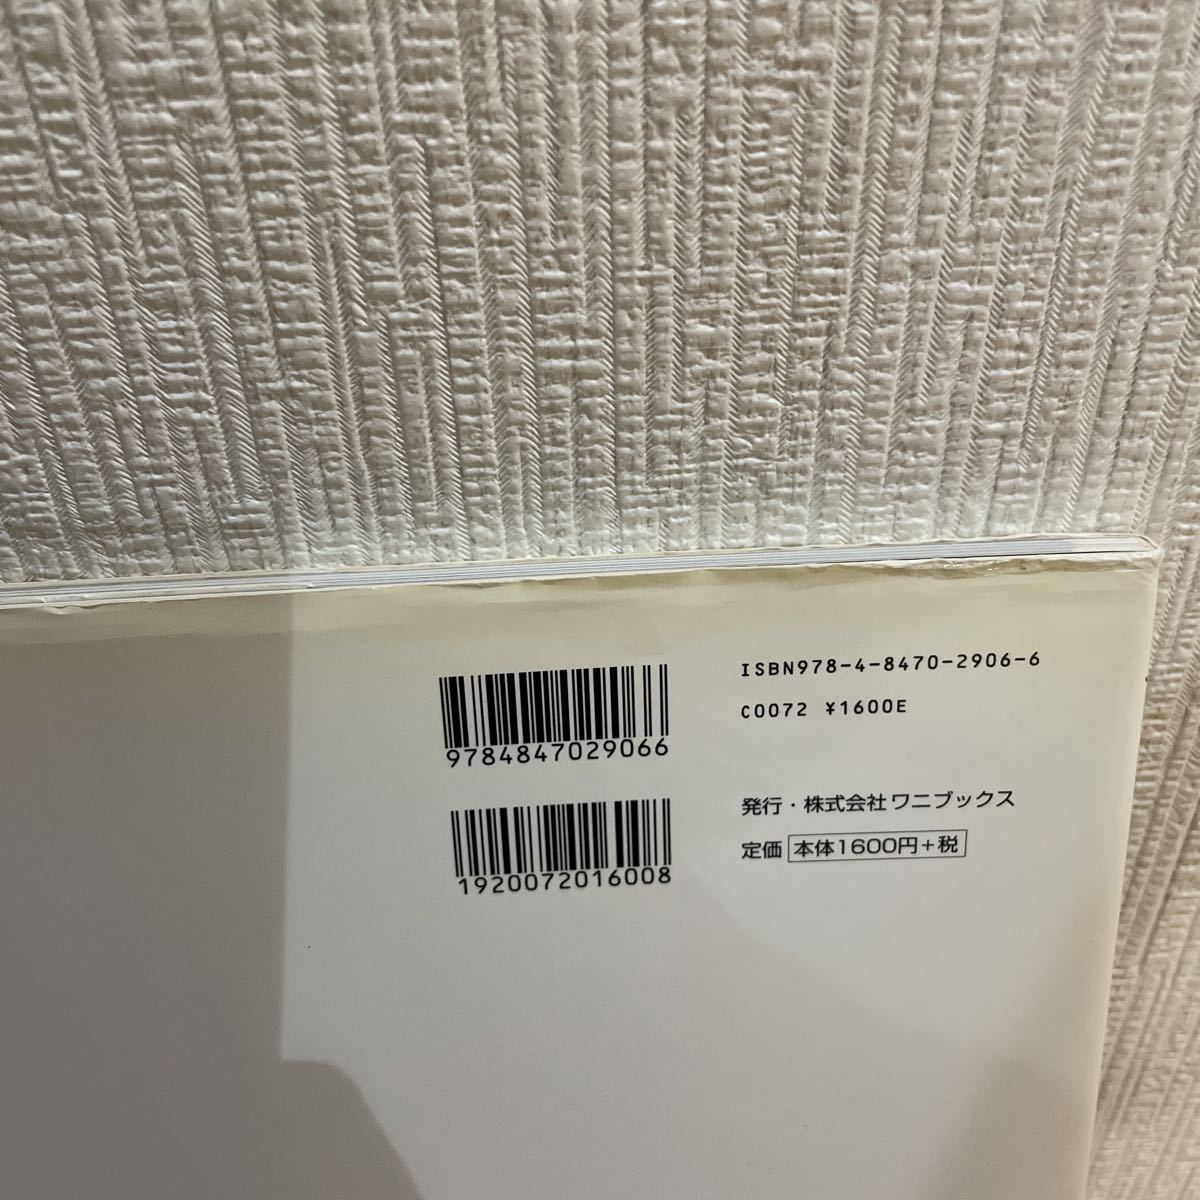 9784847029066
1920072016008
ISBN978-4-8470-2906-6
C0072 ¥1600E
発行・株式会社ワニブックス
定価 本体1600円+税